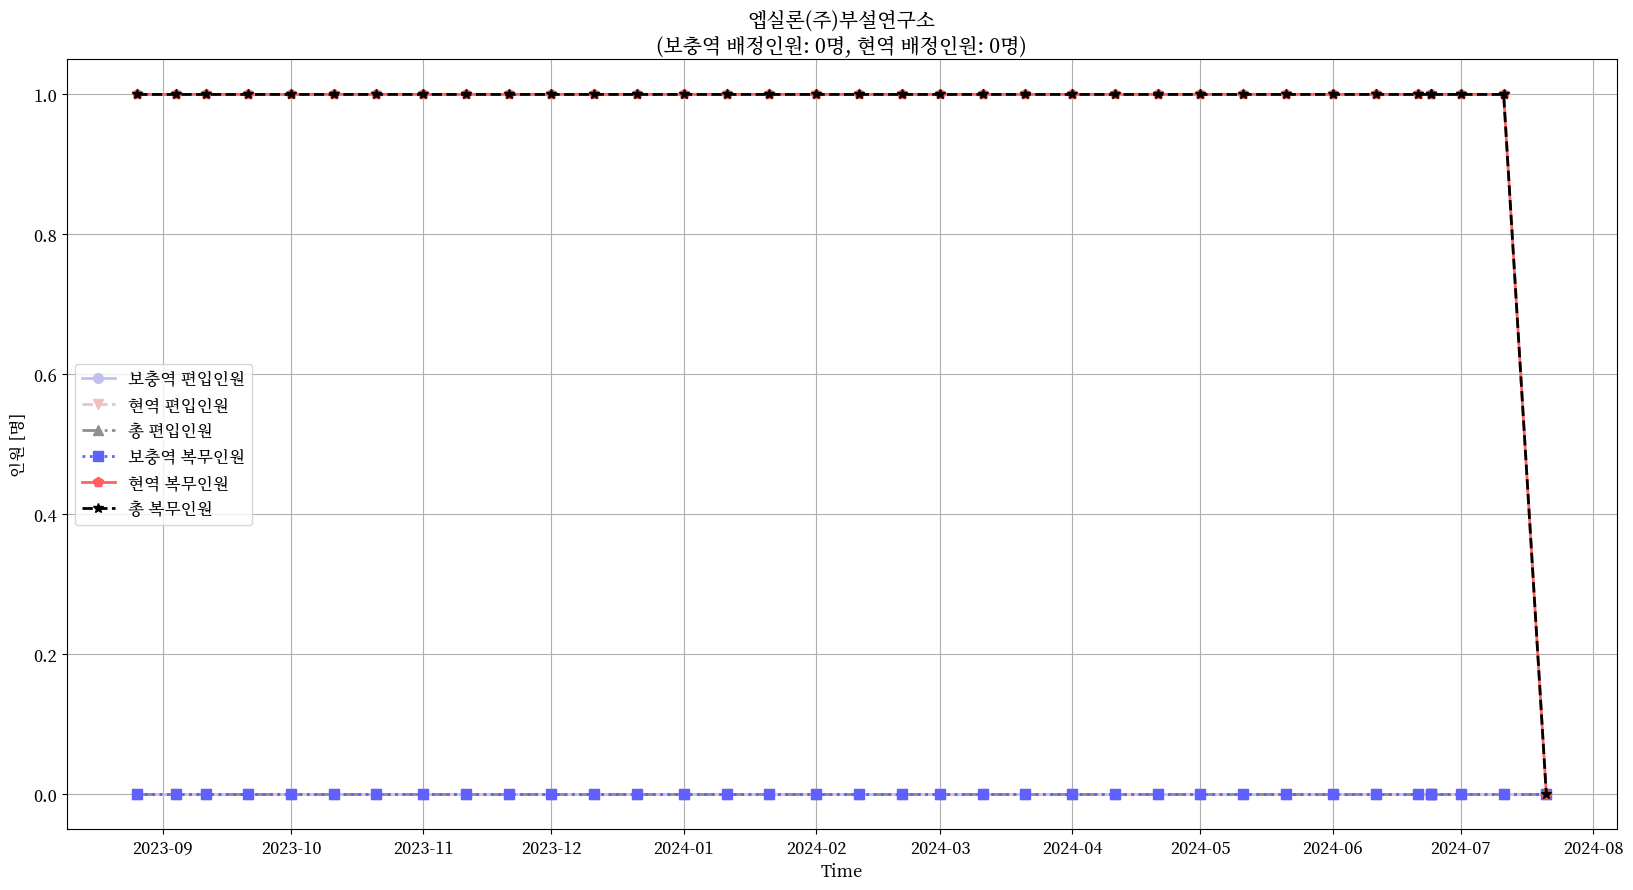 엡실론(주)부설연구소
(보충역 배정인원: 0명, 현역 배정인원: 0명)
1.0
0.8
0.6
0.4
0.2
0.0
인원 [명]
보충역 편입인원
현역 편입인원
총 편입인원
보충역 복무인원
현역 복무인원
총 복무인원
2023-09 2023-10 2023-11 2023-12 2024-01 2024-02 2024-03 2024-04 2024-05 2024-06 2024-07 2024-08
Time